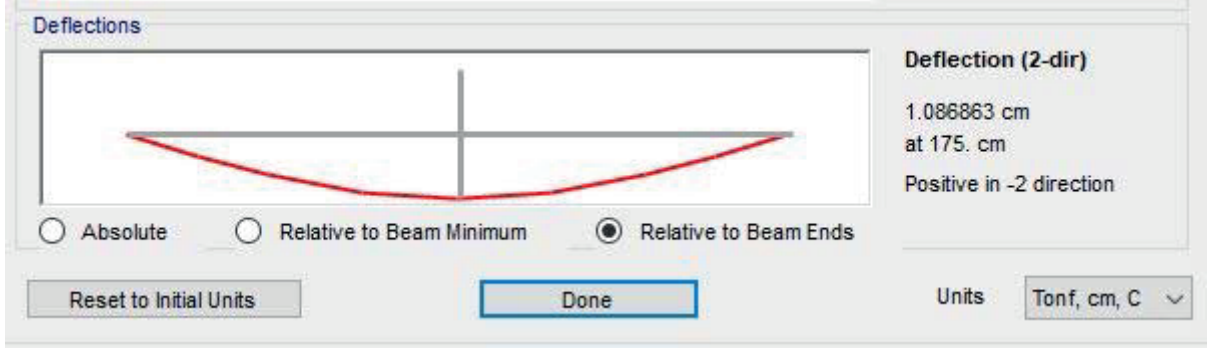 Deflections
Deflection (2-dir)
1.086863 cm
at 175. cm
Positive in -2 direction
Absolute
Relative to Beam Minimum
Relative to Beam Ends
Reset to Initial Units
Done
Units
Tonf, cm, C